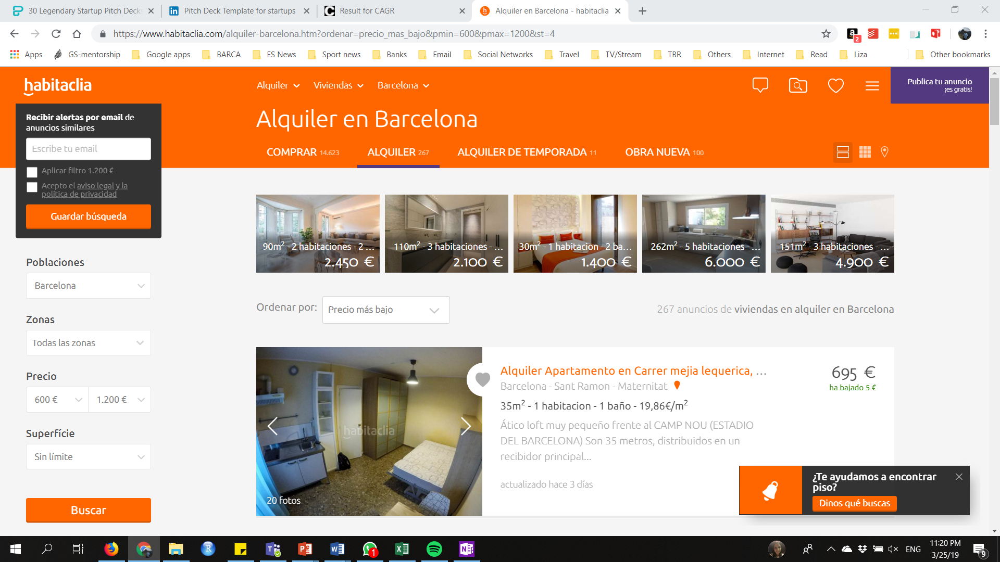 30 Legendary Startup Pitch Decks
Pitch Deck Template for startups
Result for CAGR
Alquiler en Barcelona - habitaclia
https://www.habitaclia.com/alquiler-barcelona.htm?ordenar=precio_mas_bajo&pmin=600&pmax=1200&st=4
2
Apps
GS-mentorship
Google apps
BARCA
ES News
Sport news
Banks
Email
Social Networks
Travel
TV/Stream
TBR
Others
Internet
Read
Liza
Other bookmarks
habitaclia
Alquiler
Viviendas
Barcelona
Publica tu anuncio
¡es gratis!
Recibir alertas por email de
anuncios similares
Escribe tu email
Aplicar filtro 1.200 €
Acepto el aviso legal y la
política de privacidad
Guardar búsqueda
Alquiler en Barcelona
COMPRAR 14.623
ALQUILER 267
ALQUILER DE TEMPORADA 11
OBRA NUEVA 100
90m² - 2 habitaciones - 2 ...
2.450 €
110m² - 3 habitaciones - ...
2.100 €
30m² - 1 habitacion - 2 ba...
1.400 €
262m² - 5 habitaciones - ...
6.000 €
151m² - 3 habitaciones - ...
4.900 €
Poblaciones
Barcelona
Zonas
Todas las zonas
Precio
600 €
1.200 €
Superfície
Sin límite
Buscar
Ordenar por:
Precio más bajo
267 anuncios de viviendas en alquiler en Barcelona
habitaclia
20 fotos
Alquiler Apartamento en Carrer mejia lequerica, ...
Barcelona - Sant Ramon - Maternitat
35m² - 1 habitacion - 1 baño - 19,86€/m²
Ático loft muy pequeño frente al CAMP NOU (ESTADIO
DEL BARCELONA) Son 35 metros, distribuidos en un
recibidor principal...
actualizado hace 3 días
695 €
ha bajado 5 €
¿Te ayudamos a encontrar
piso?
Dinos qué buscas
1
ENG
11:20 PM
3/25/19
9